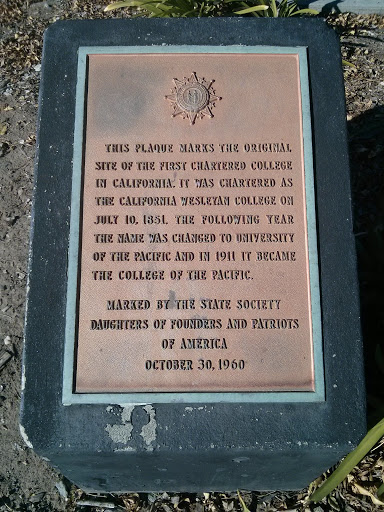 THIS PLAQUE MARKS THE ORIGINAL
SITE OF THE FIRST CHARTERED COLLEGE
IN CALIFORNIA. IT WAS CHARTERED AS
THE CALIFORNIA WESLEYAN COLLEGE ON
JULY 10, 1851. THE FOLLOWING YEAR
THE NAME WAS CHANGED TO UNIVERSITY
OF THE PACIFIC AND IN 1911 IT BECAME
THE COLLEGE OF THE PACIFIC.
MARKED BY THE STATE SOCIETY
DAUGHTERS OF FOUNDERS AND PATRIOTS
OF AMERICA
OCTOBER 30, 1960